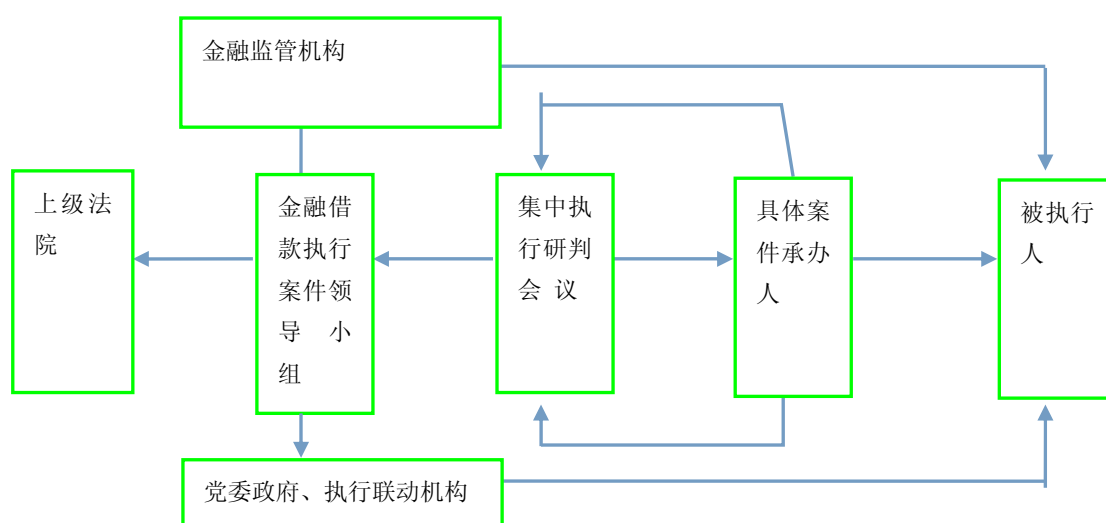 金融监管机构
上级法
院
金融借
款执行
案件领
导 小
组
集中执
行研判
会 议
具体案
件承办
人
被执行
人
党委政府、执行联动机构